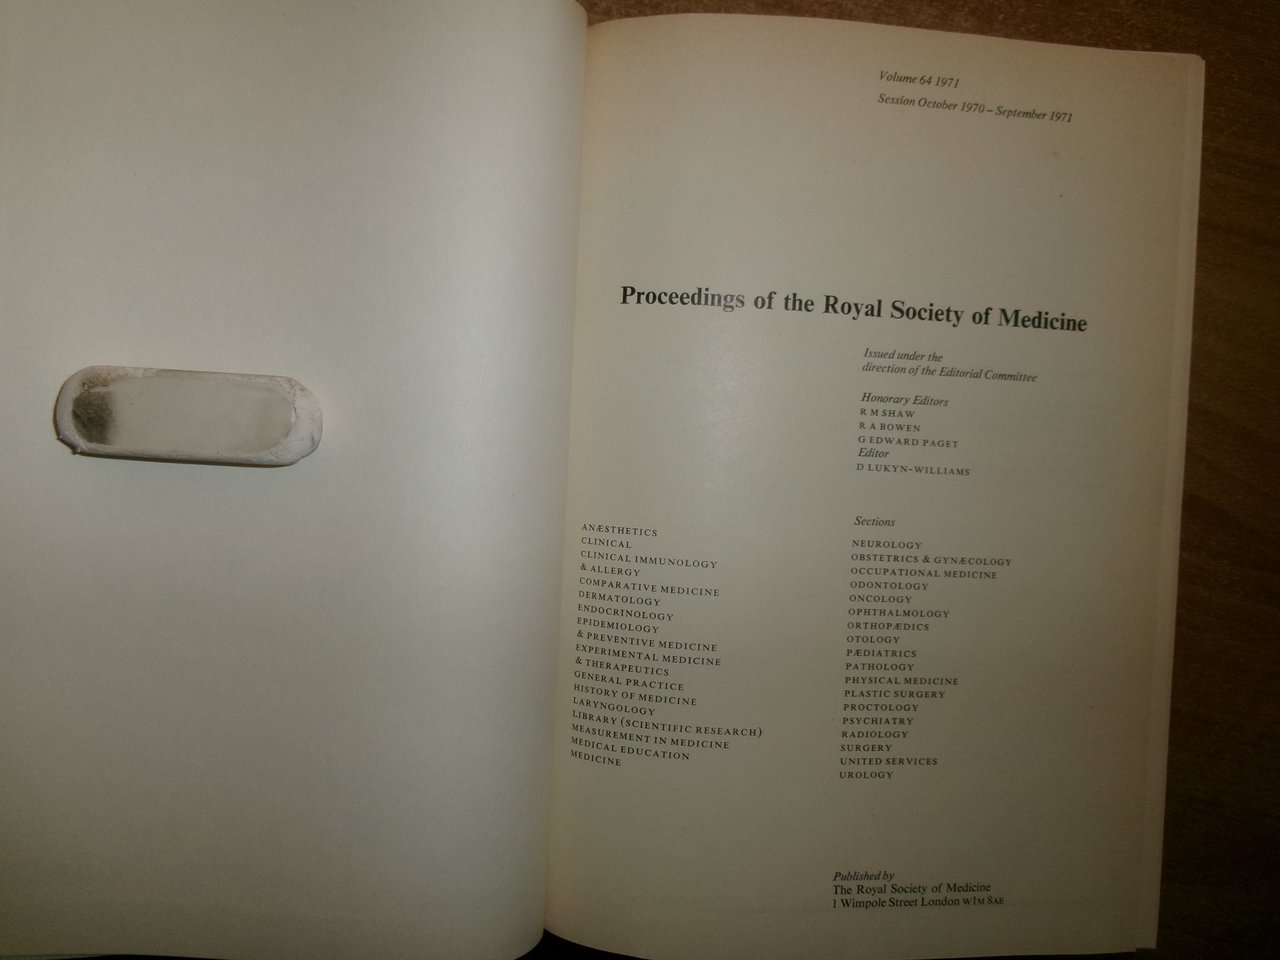 Volume 64 1971
Session October 1970 – September 1971
Proceedings of the Royal Society of Medicine
Issued under the
direction of the Editorial Committee
Honorary Editors
R M SHAW
R A BOWEN
G EDWARD PAGET
Editor
D LUKYN-WILLIAMS
Sections
ANÆSTHETICS
CLINICAL
CLINICAL IMMUNOLOGY
& ALLERGY
COMPARATIVE MEDICINE
DERMATOLOGY
ENDOCRINOLOGY
EPIDEMIOLOGY
& PREVENTIVE MEDICINE
EXPERIMENTAL MEDICINE
& THERAPEUTICS
GENERAL PRACTICE
HISTORY OF MEDICINE
LARYNGOLOGY
LIBRARY (SCIENTIFIC RESEARCH)
MEASUREMENT IN MEDICINE
MEDICAL EDUCATION
MEDICINE
NEUROLOGY
OBSTETRICS & GYNÆCOLOGY
OCCUPATIONAL MEDICINE
ODONTOLOGY
ONCOLOGY
OPHTHALMOLOGY
ORTHOPÆDICS
OTOLOGY
PÆDIATRICS
PATHOLOGY
PHYSICAL MEDICINE
PLASTIC SURGERY
PROCTOLOGY
PSYCHIATRY
RADIOLOGY
SURGERY
UNITED SERVICES
UROLOGY
Published by
The Royal Society of Medicine
1 Wimpole Street London W1M 8AE